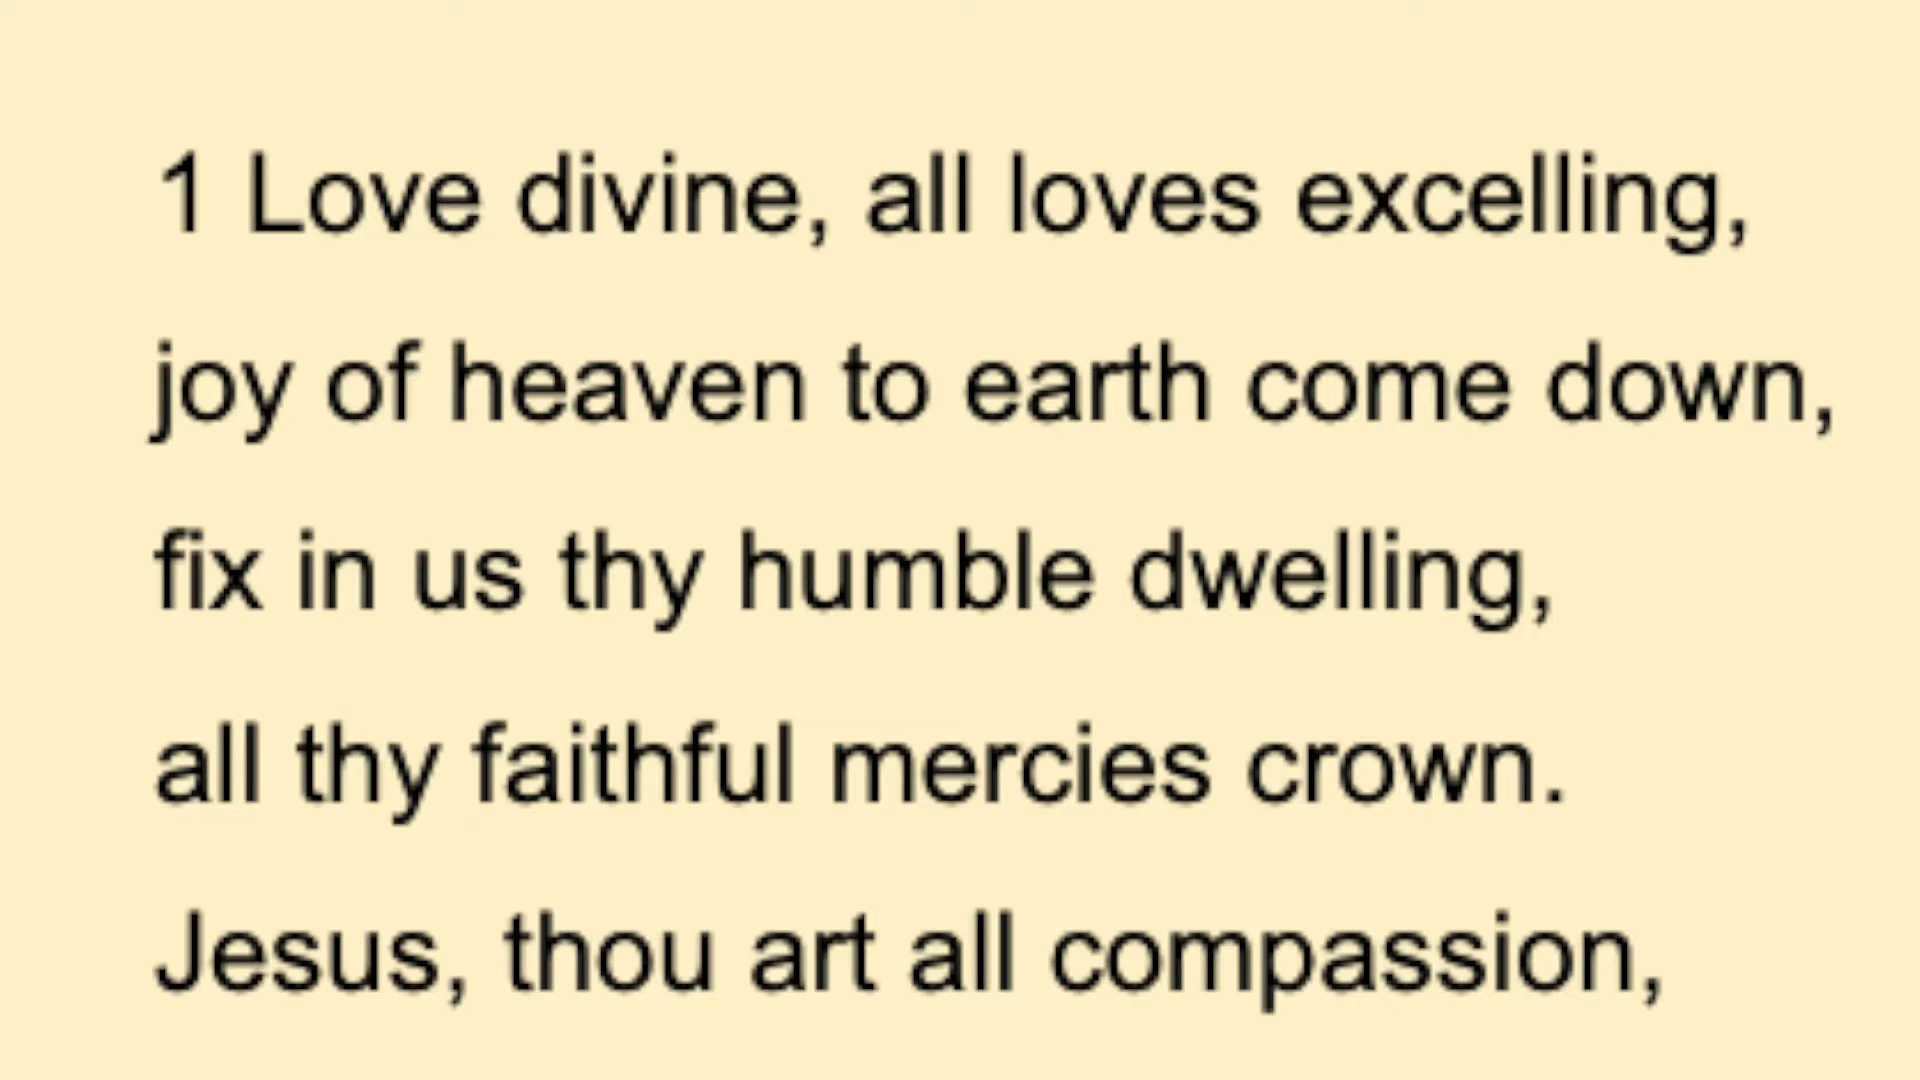 1 Love divine, all loves excelling,
joy of heaven to earth come down,
fix in us thy humble dwelling,
all thy faithful mercies crown.
Jesus, thou art all compassion,